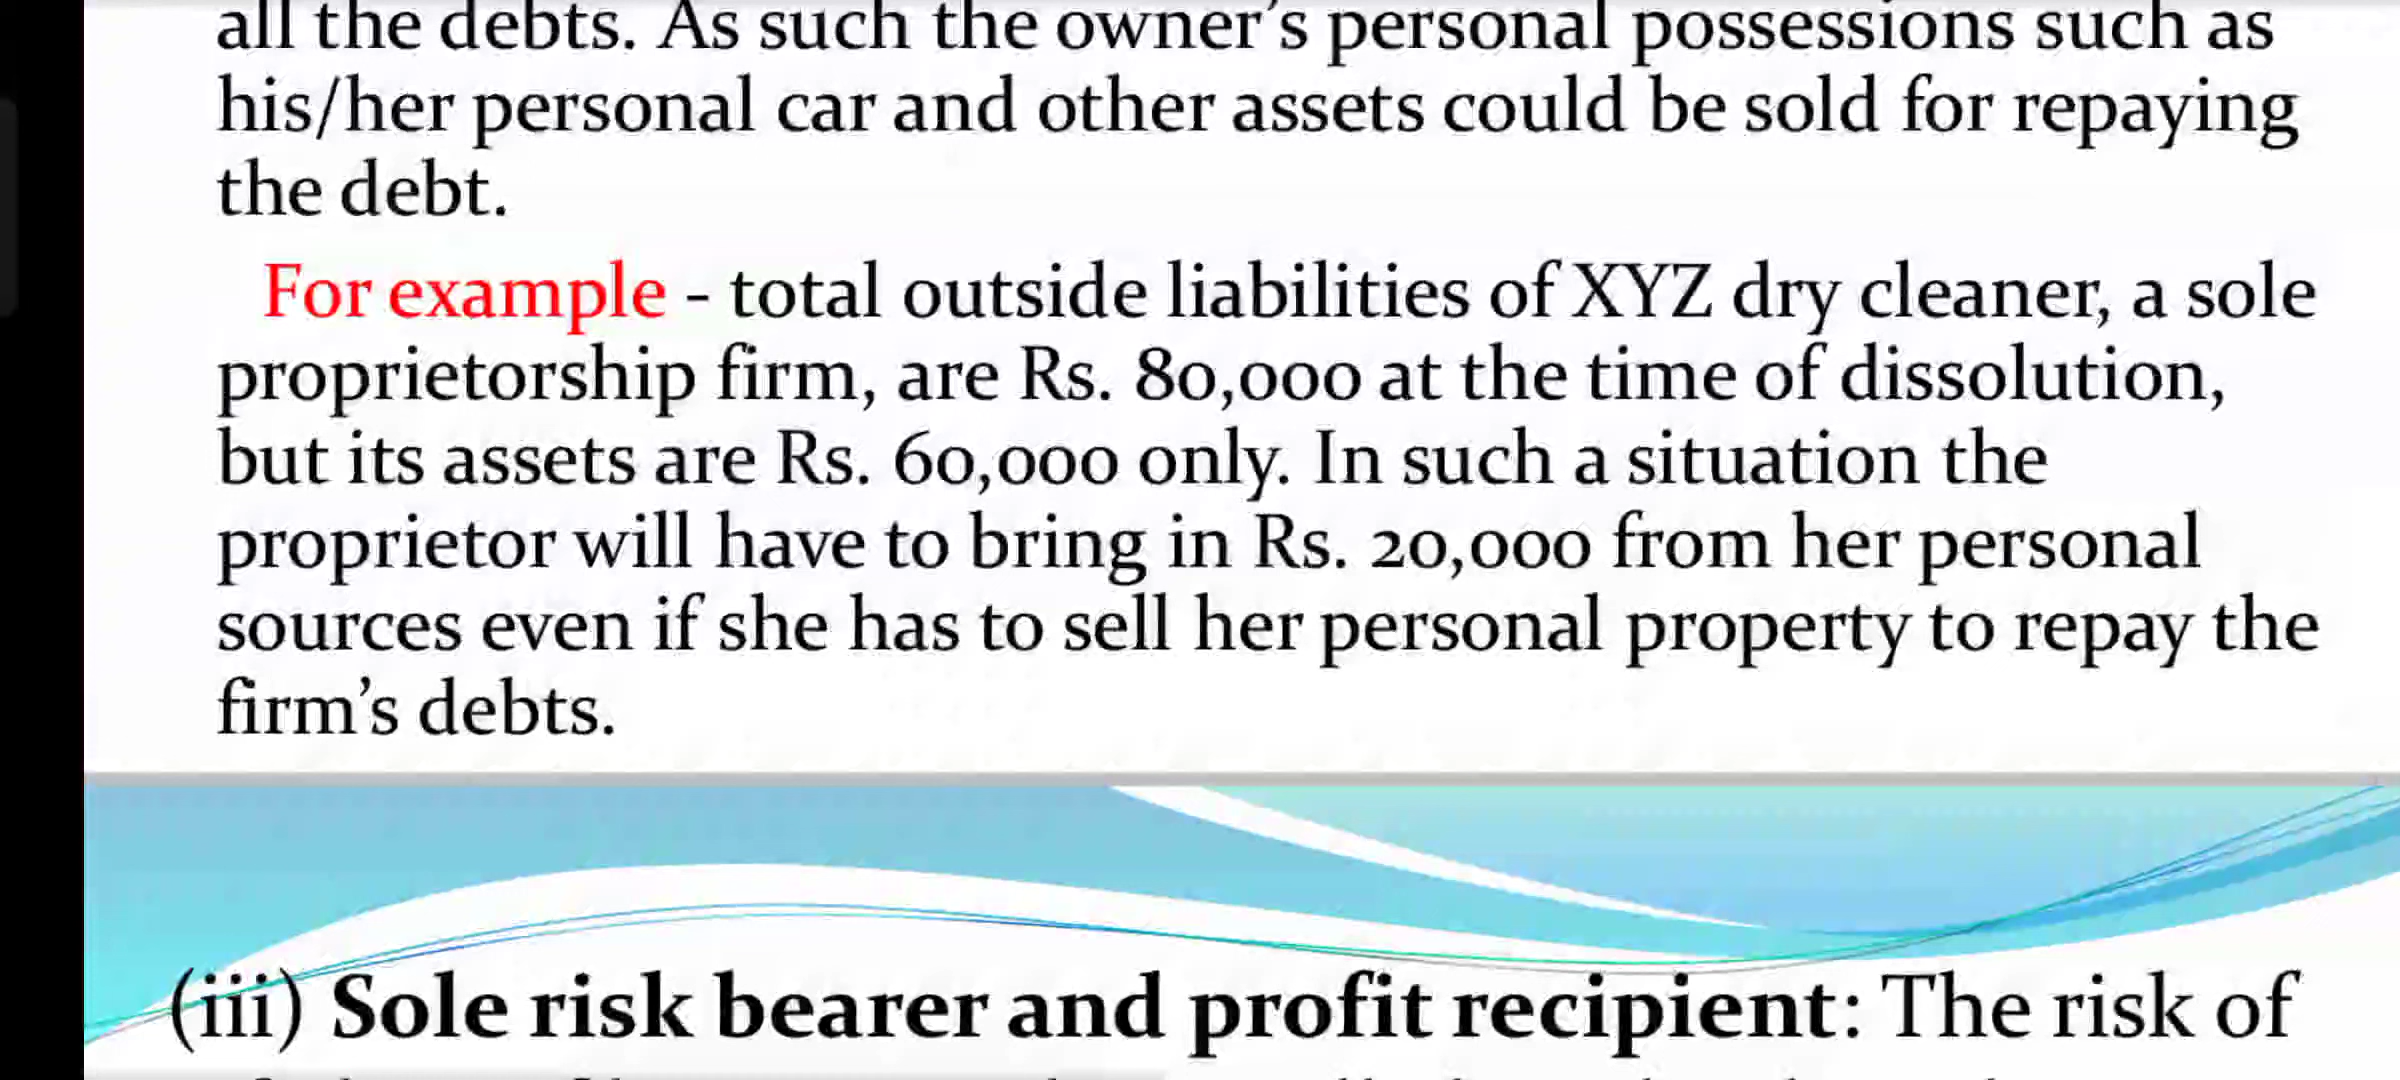 all the debts. As such the owner’s personal possessions such as
his/her personal car and other assets could be sold for repaying
the debt.
For example - total outside liabilities of XYZ dry cleaner, a sole
proprietorship firm, are Rs. 80,000 at the time of dissolution,
but its assets are Rs. 60,000 only. In such a situation the
proprietor will have to bring in Rs. 20,000 from her personal
sources even if she has to sell her personal property to repay the
firm’s debts.
(iii) Sole risk bearer and profit recipient: The risk of